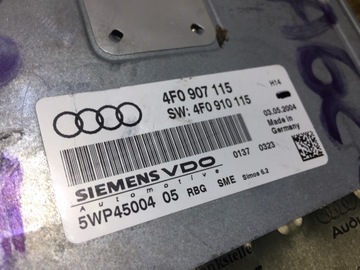 4F0 907 115
SW: 4F0 910 115
H14
03.05.2004
Made in
Germany
0137 0323
SIEMENS VDO
Automotive
5WP45004 05 RBG SME Simos 6.2